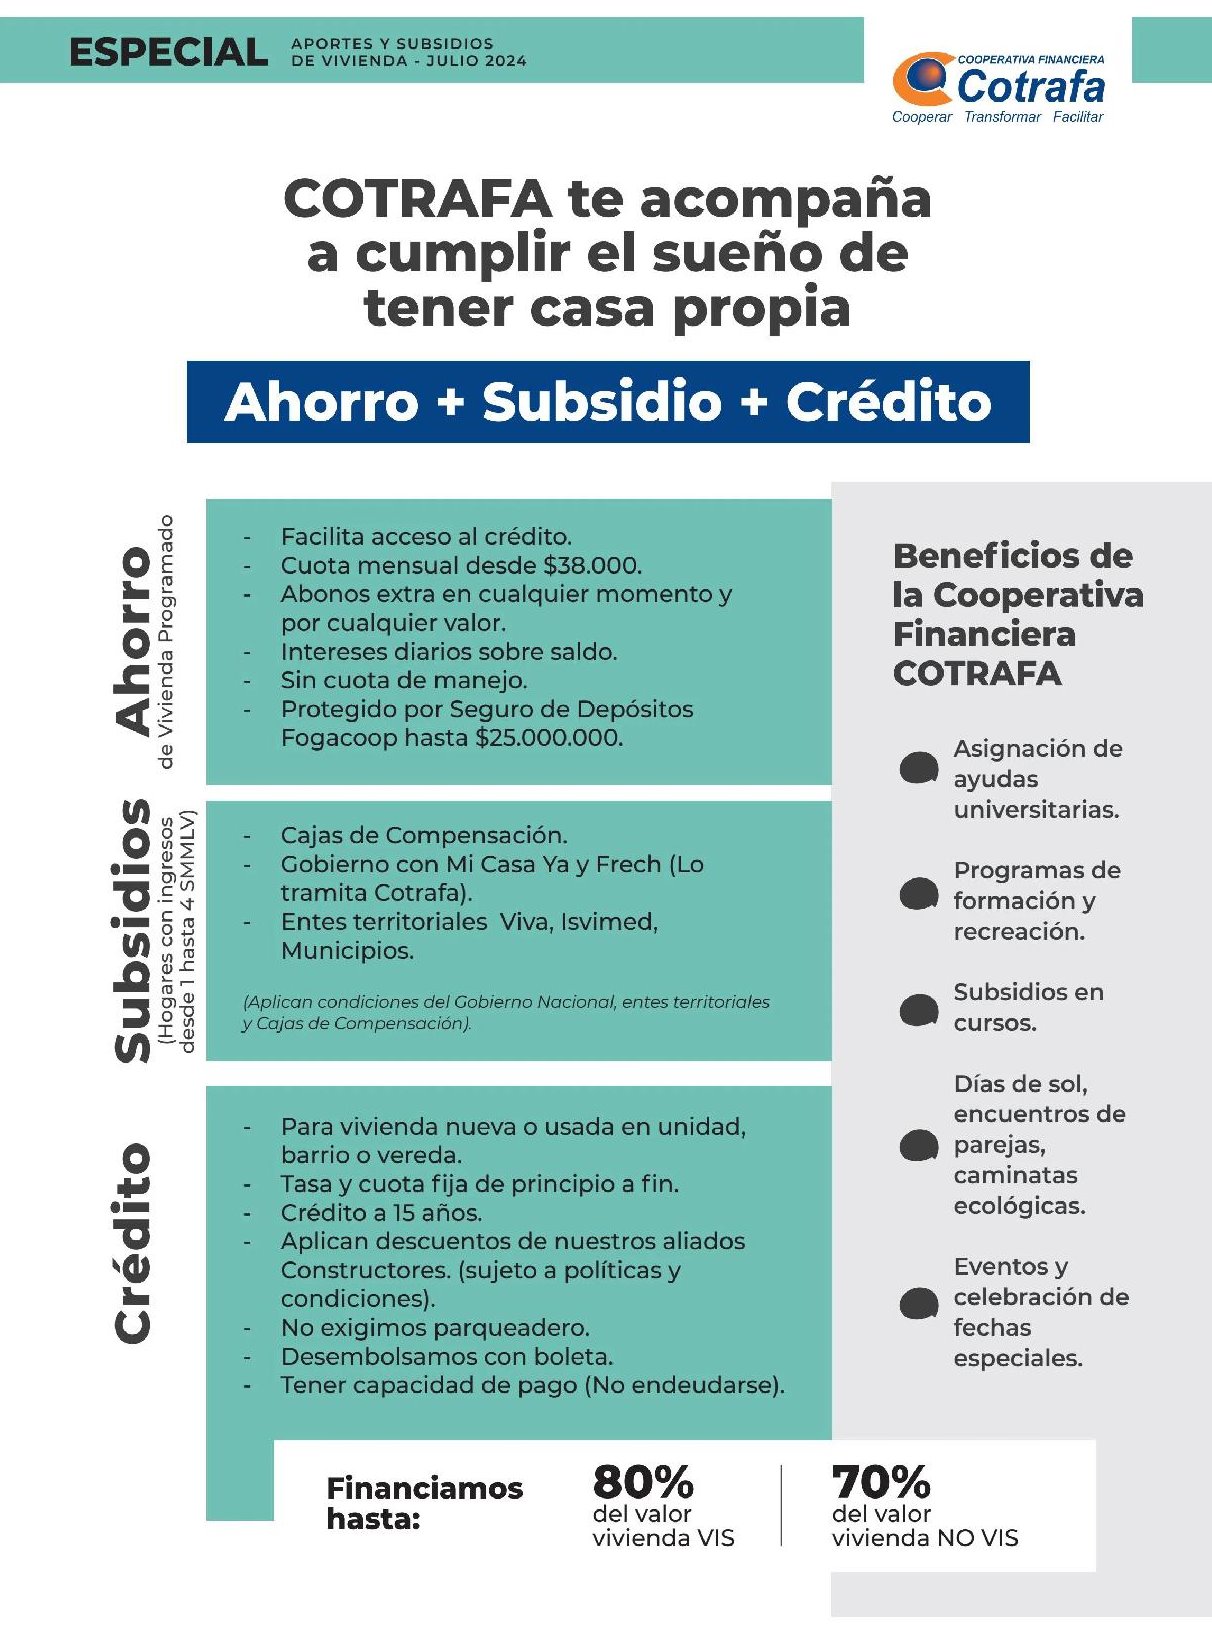 ESPECIAL
APORTES Y SUBSIDIOS
DE VIVIENDA - JULIO 2024
COOPERATIVA FINANCIERA
Cotrafa
Cooperar Transformar Facilitar
COTRAFA te acompaña
a cumplir el sueño de
tener casa propia
Ahorro + Subsidio + Crédito
Ahorro
de Vivienda Programado
- Facilita acceso al crédito.
- Cuota mensual desde $38.000.
- Abonos extra en cualquier momento y
por cualquier valor.
- Intereses diarios sobre saldo.
- Sin cuota de manejo.
- Protegido por Seguro de Depósitos
Fogacoop hasta $25.000.000.
Subsidios
(Hogares con ingresos
desde 1 hasta 4 SMMLV)
- Cajas de Compensación.
- Gobierno con Mi Casa Ya y Frech (Lo
tramita Cotrafa).
- Entes territoriales Viva, Isvimed,
Municipios.
(Aplican condiciones del Gobierno Nacional, entes territoriales
y Cajas de Compensación).
Crédito
- Para vivienda nueva o usada en unidad,
barrio o vereda.
- Tasa y cuota fija de principio a fin.
- Crédito a 15 años.
- Aplican descuentos de nuestros aliados
Constructores. (sujeto a políticas y
condiciones).
- No exigimos parqueadero.
- Desembolsamos con boleta.
- Tener capacidad de pago (No endeudarse).
Beneficios de
la Cooperativa
Financiera
COTRAFA
Asignación de
ayudas
universitarias.
Programas de
formación y
recreación.
Subsidios en
cursos.
Días de sol,
encuentros de
parejas,
caminatas
ecológicas.
Eventos y
celebración de
fechas
especiales.
Financiamos
hasta:
80%
del valor
vivienda VIS
70%
del valor
vivienda NO VIS